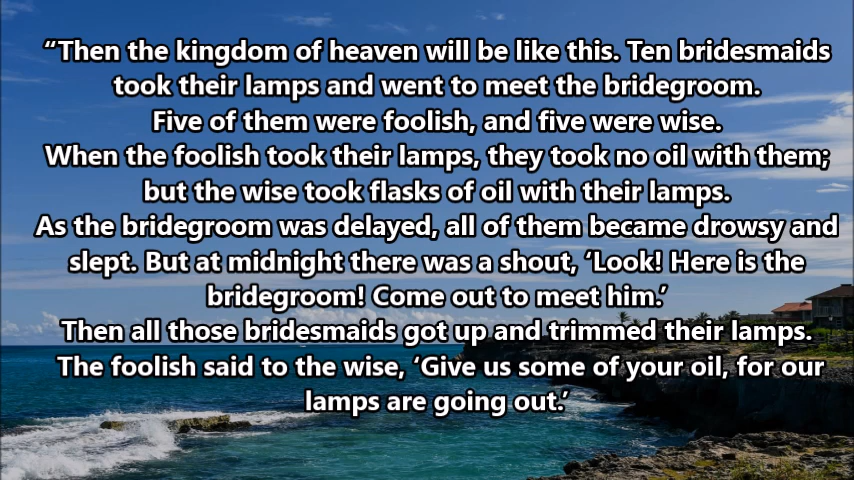 “Then the kingdom of heaven will be like this. Ten bridesmaids
took their lamps and went to meet the bridegroom.
Five of them were foolish, and five were wise.
When the foolish took their lamps, they took no oil with them;
but the wise took flasks of oil with their lamps.
As the bridegroom was delayed, all of them became drowsy and
slept. But at midnight there was a shout, ‘Look! Here is the
bridegroom! Come out to meet him.’
Then all those bridesmaids got up and trimmed their lamps.
The foolish said to the wise, ‘Give us some of your oil, for our
lamps are going out.’